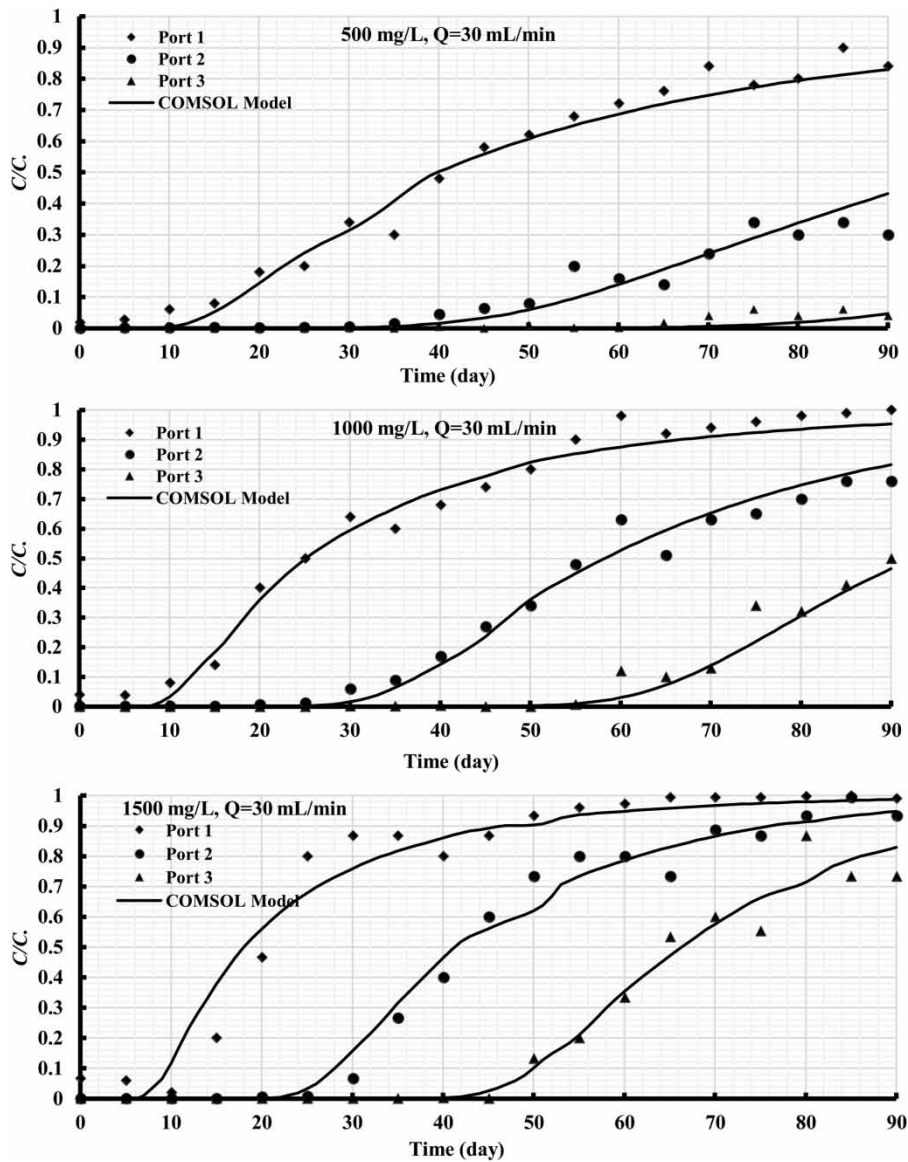 500 mg/L, Q=30 mL/min
Port 1
Port 2
Port 3
COMSOL Model
C/C.
1
0.9
0.8
0.7
0.6
0.5
0.4
0.3
0.2
0.1
0
0 10 20 30 40 50 60 70 80 90
Time (day)
1000 mg/L, Q=30 mL/min
Port 1
Port 2
Port 3
COMSOL Model
C/C.
1
0.9
0.8
0.7
0.6
0.5
0.4
0.3
0.2
0.1
0
0 10 20 30 40 50 60 70 80 90
Time (day)
1500 mg/L, Q=30 mL/min
Port 1
Port 2
Port 3
COMSOL Model
C/C.
1
0.9
0.8
0.7
0.6
0.5
0.4
0.3
0.2
0.1
0
0 10 20 30 40 50 60 70 80 90
Time (day)